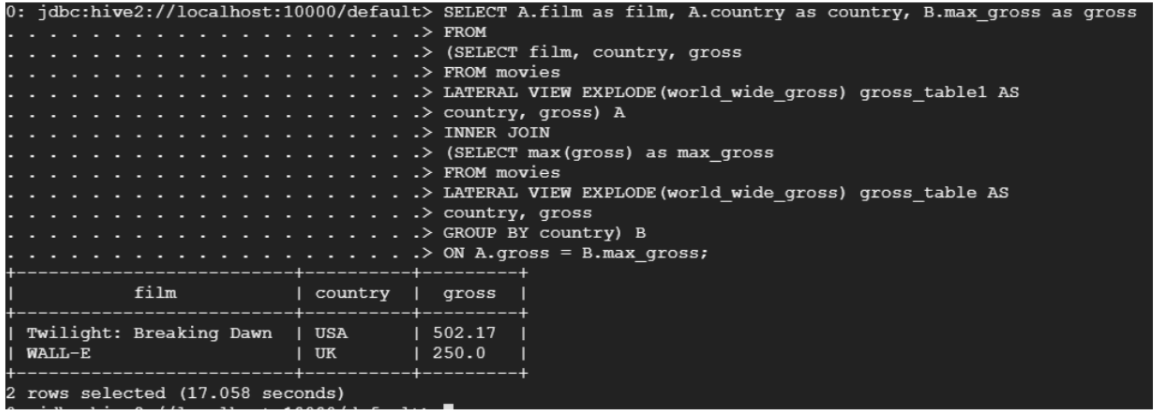 0: jdbc:hive2://localhost:10000/default> SELECT A.film as film, A.country as country, B.max_gross as gross
. . . . . . . . . . . . . . . . . . . .> FROM
. . . . . . . . . . . . . . . . . . . .> (SELECT film, country, gross
. . . . . . . . . . . . . . . . . . . .> FROM movies
. . . . . . . . . . . . . . . . . . . .> LATERAL VIEW EXPLODE(world_wide_gross) gross_table1 AS
. . . . . . . . . . . . . . . . . . . .> country, gross) A
. . . . . . . . . . . . . . . . . . . .> INNER JOIN
. . . . . . . . . . . . . . . . . . . .> (SELECT max(gross) as max_gross
. . . . . . . . . . . . . . . . . . . .> FROM movies
. . . . . . . . . . . . . . . . . . . .> LATERAL VIEW EXPLODE(world_wide_gross) gross_table AS
. . . . . . . . . . . . . . . . . . . .> country, gross
. . . . . . . . . . . . . . . . . . . .> GROUP BY country) B
. . . . . . . . . . . . . . . . . . . .> ON A.gross = B.max_gross;
+---------------------------+----------+---------+
|           film            | country  |  gross  |
+---------------------------+----------+---------+
| Twilight: Breaking Dawn   | USA      | 502.17  |
| WALL-E                    | UK       | 250.0   |
+---------------------------+----------+---------+
2 rows selected (17.058 seconds)